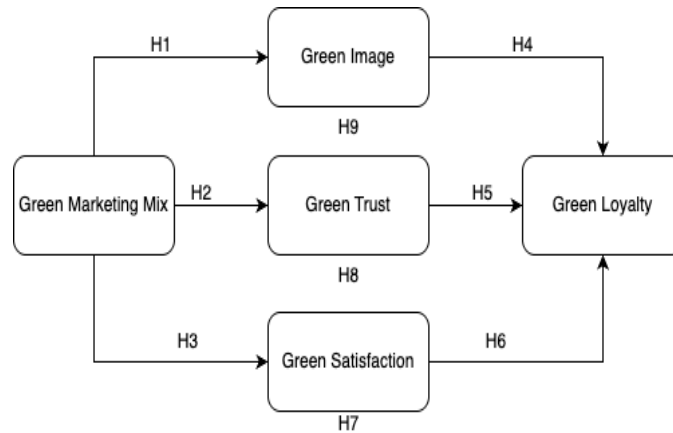 H1
Green Image
H4
H9
Green Marketing Mix
H2
Green Trust
H5
Green Loyalty
H8
H3
Green Satisfaction
H6
H7